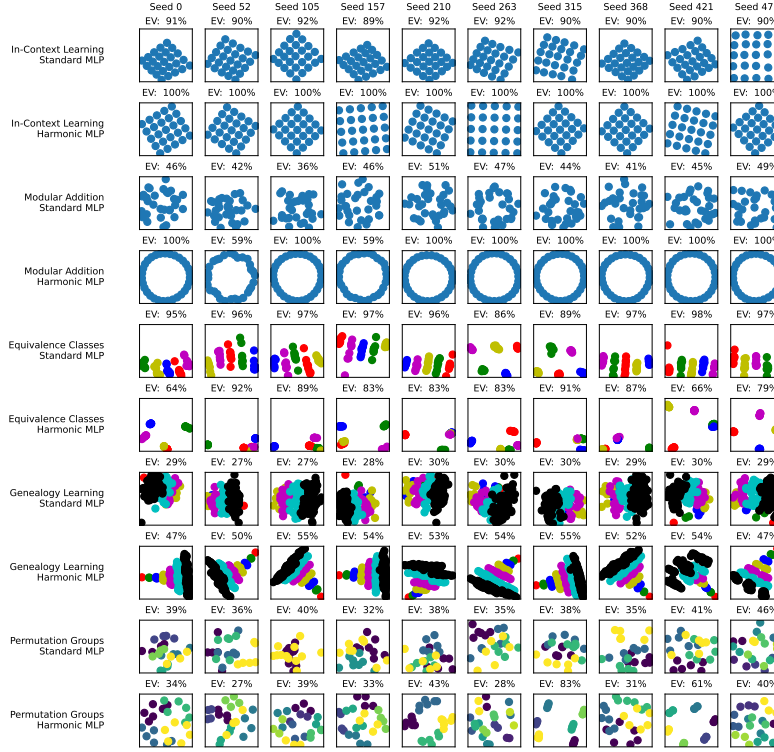 Seed 0 Seed 52 Seed 105 Seed 157 Seed 210 Seed 263 Seed 315 Seed 368 Seed 421 Seed 47
EV: 91% EV: 90% EV: 92% EV: 89% EV: 92% EV: 92% EV: 90% EV: 90% EV: 90% EV: 90%
In-Context Learning
Standard MLP
EV: 100% EV: 100% EV: 100% EV: 100% EV: 100% EV: 100% EV: 100% EV: 100% EV: 100% EV: 100%
In-Context Learning
Harmonic MLP
EV: 46% EV: 42% EV: 36% EV: 46% EV: 51% EV: 47% EV: 44% EV: 41% EV: 45% EV: 49%
Modular Addition
Standard MLP
EV: 100% EV: 59% EV: 100% EV: 59% EV: 100% EV: 100% EV: 100% EV: 100% EV: 100% EV: 100%
Modular Addition
Harmonic MLP
EV: 95% EV: 96% EV: 97% EV: 97% EV: 96% EV: 86% EV: 89% EV: 97% EV: 98% EV: 97%
Equivalence Classes
Standard MLP
EV: 64% EV: 92% EV: 89% EV: 83% EV: 83% EV: 83% EV: 91% EV: 87% EV: 66% EV: 79%
Equivalence Classes
Harmonic MLP
EV: 29% EV: 27% EV: 27% EV: 28% EV: 30% EV: 30% EV: 30% EV: 29% EV: 30% EV: 29%
Genealogy Learning
Standard MLP
EV: 47% EV: 50% EV: 55% EV: 54% EV: 53% EV: 54% EV: 55% EV: 52% EV: 54% EV: 47%
Genealogy Learning
Harmonic MLP
EV: 39% EV: 36% EV: 40% EV: 32% EV: 38% EV: 35% EV: 38% EV: 35% EV: 41% EV: 46%
Permutation Groups
Standard MLP
EV: 34% EV: 27% EV: 39% EV: 33% EV: 43% EV: 28% EV: 83% EV: 31% EV: 61% EV: 40%
Permutation Groups
Harmonic MLP